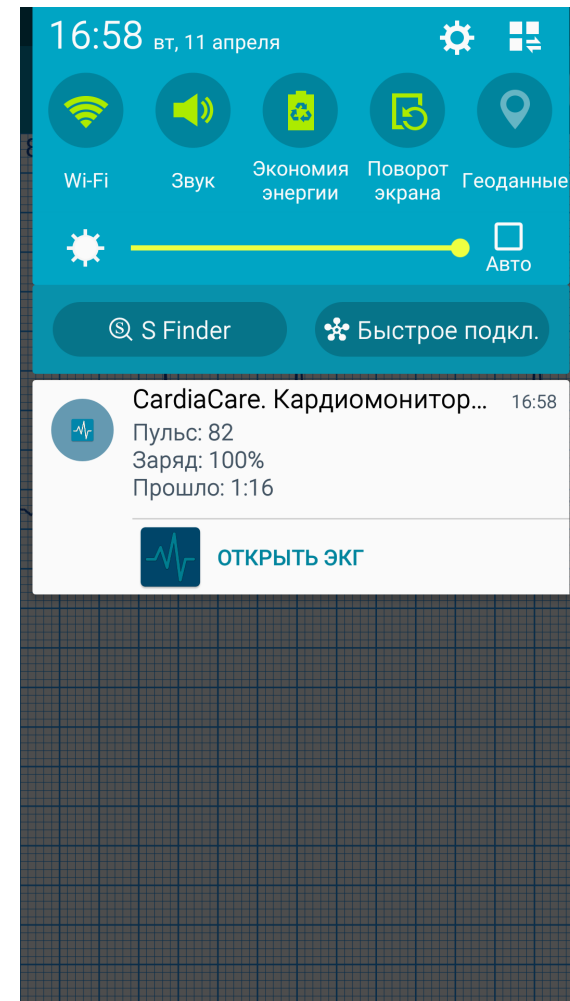 16:58 вт, 11 апреля
Wi-Fi
Звук
Экономия энергии
Поворот экрана
Геоданные
Авто
S Finder
Быстрое подкл.
CardiaCare. Кардиомонитор... 16:58
Пульс: 82
Заряд: 100%
Прошло: 1:16
ОТКРЫТЬ ЭКГ